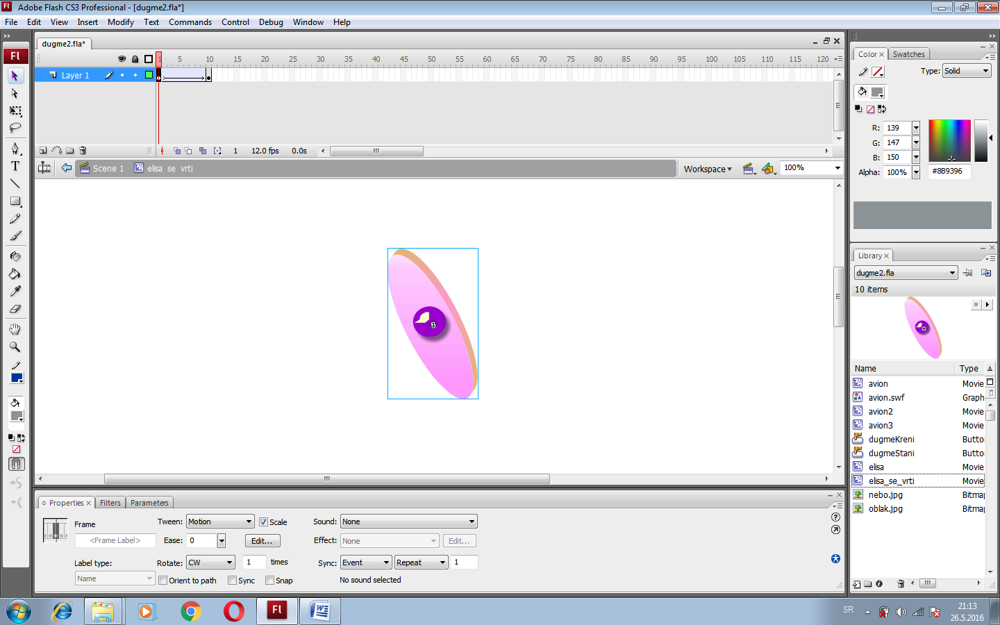 Adobe Flash CS3 Professional - [dugme2.fla*]
File Edit View Insert Modify Text Commands Control Debug Window Help
dugme2.fla*
1 5 10 15 20 25 30 35 40 45 50 55 60 65 70 75 80 85 90 95 100 105 110 115 120
Layer 1
1 12.0 fps 0.0s
Scene 1 elisa_se_vrti
Workspace 100%
Fl
T
Color Swatches
Type: Solid
R: 139
G: 147
B: 150
Alpha: 100% #8B9396
Library
dugme2.fla
10 items
Name Type
avion Movie
avion.swf Graph
avion2 Movie
avion3 Movie
dugmeKreni Butto
dugmeStani Butto
elisa Movie
elisa_se_vrti Movie
nebo.jpg Bitma
oblak.jpg Bitma
Properties Filters Parameters
Frame Tween: Motion Scale Sound: None
<Frame Label> Ease: 0 Edit... Effect: None Edit...
Label type: Rotate: CW 1 times Sync: Event Repeat 1
Name Orient to path Sync Snap No sound selected
Fl
SR 21:13
26.5.2016